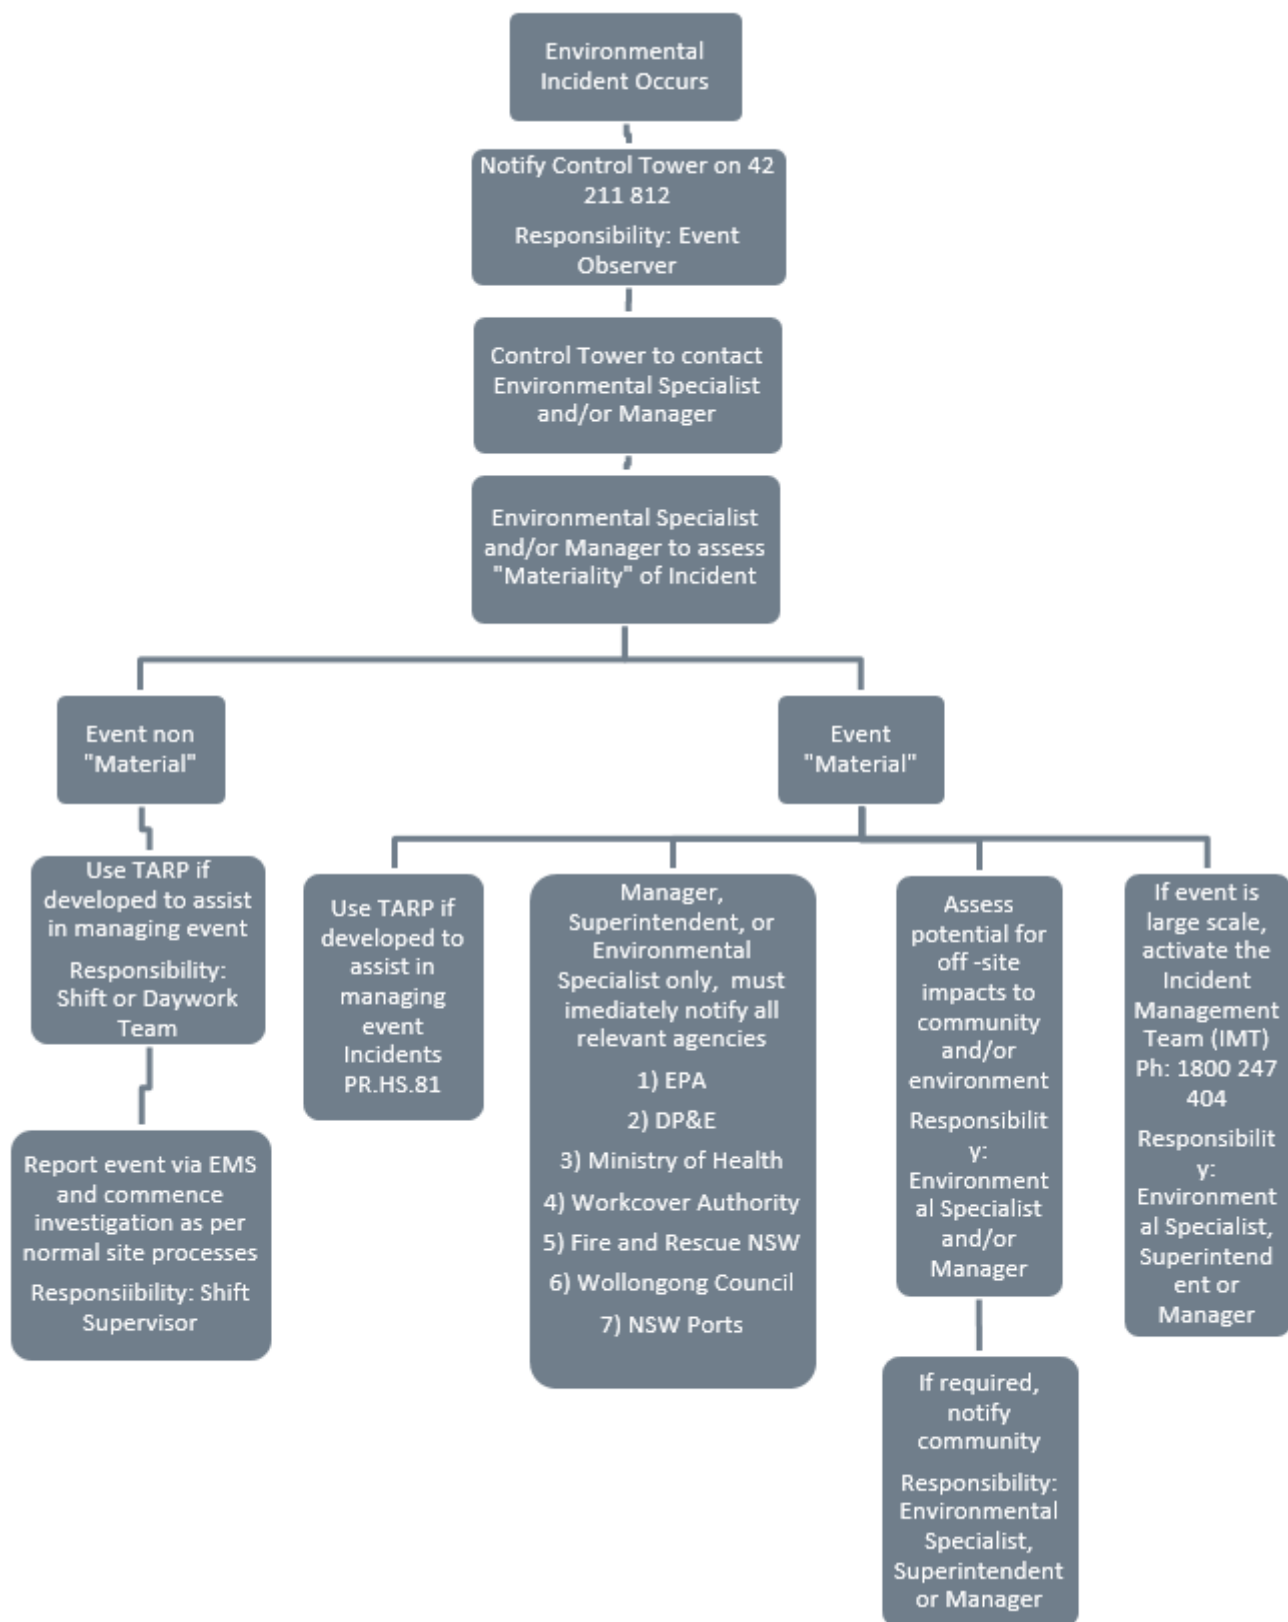 Environmental
Incident Occurs
Notify Control Tower on 42
211 812
Responsibility: Event
Observer
Control Tower to contact
Environmental Specialist
and/or Manager
Environmental Specialist
and/or Manager to assess
"Materiality" of Incident
Event non
"Material"
Event
"Material"
Use TARP if
developed to assist
in managing event
Responsibility:
Shift or Daywork
Team
Report event via EMS
and commence
investigation as per
normal site processes
Responsiibility: Shift
Supervisor
Use TARP if
developed to
assist in
managing
event
Incidents
PR.HS.81
Manager,
Superintendent, or
Environmental
Specialist only, must
imediately notify all
relevant agencies
1) EPA
2) DP&E
3) Ministry of Health
4) Workcover Authority
5) Fire and Rescue NSW
6) Wollongong Council
7) NSW Ports
Assess
potential for
off -site
impacts to
community
and/or
environment
Responsibilit
y:
Environment
al Specialist
and/or
Manager
If required,
notify
community
Responsibility:
Environmental
Specialist,
Superintendent
or Manager
If event is
large scale,
activate the
Incident
Management
Team (IMT)
Ph: 1800 247
404
Responsibilit
y:
Environment
al Specialist,
Superintend
ent or
Manager